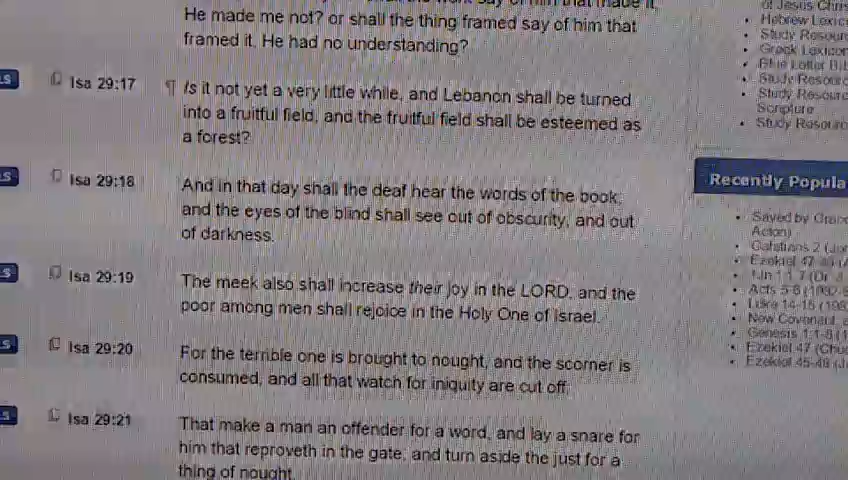 He made me not? or shall the thing framed say of him that
framed it, He had no understanding?
Isa 29:17
¶ Is it not yet a very little while, and Lebanon shall be turned
into a fruitful field, and the fruitful field shall be esteemed as
a forest?
Isa 29:18
And in that day shall the deaf hear the words of the book,
and the eyes of the blind shall see out of obscurity, and out
of darkness.
Isa 29:19
The meek also shall increase their joy in the LORD, and the
poor among men shall rejoice in the Holy One of Israel.
Isa 29:20
For the terrible one is brought to nought, and the scorner is
consumed, and all that watch for iniquity are cut off:
Isa 29:21
That make a man an offender for a word, and lay a snare for
him that reproveth in the gate, and turn aside the just for a
thing of nought.
of Jesus
Hebrew
Study
Greek Lexicon
Blue Letter
Study
Study
Scripture
Study
Recently Popula
Saved by
Acton)
Galatians 2
Ezekiel 47
Acts 5-8
Luke 14-15
New Covenant
Genesis 1:1-8
Ezekiel 47
Ezekiel 45-48